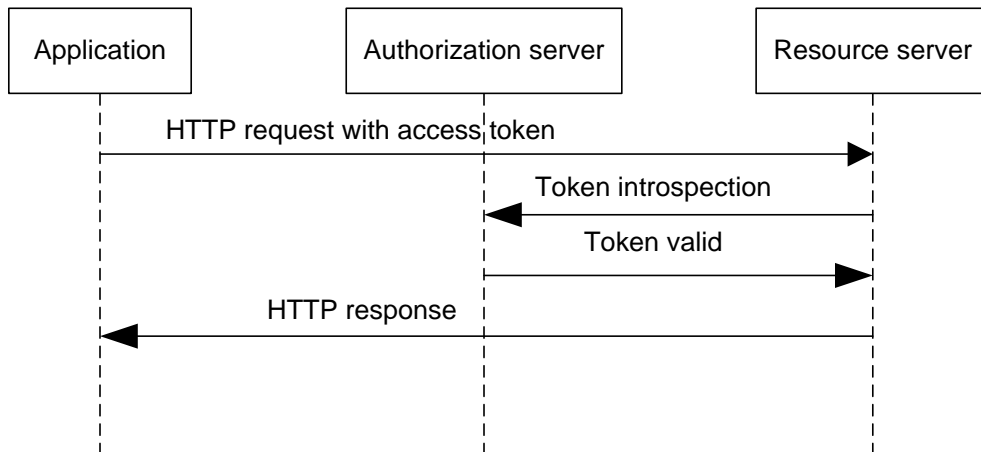 Application
Authorization server
Resource server
HTTP request with access token
Token introspection
Token valid
HTTP response